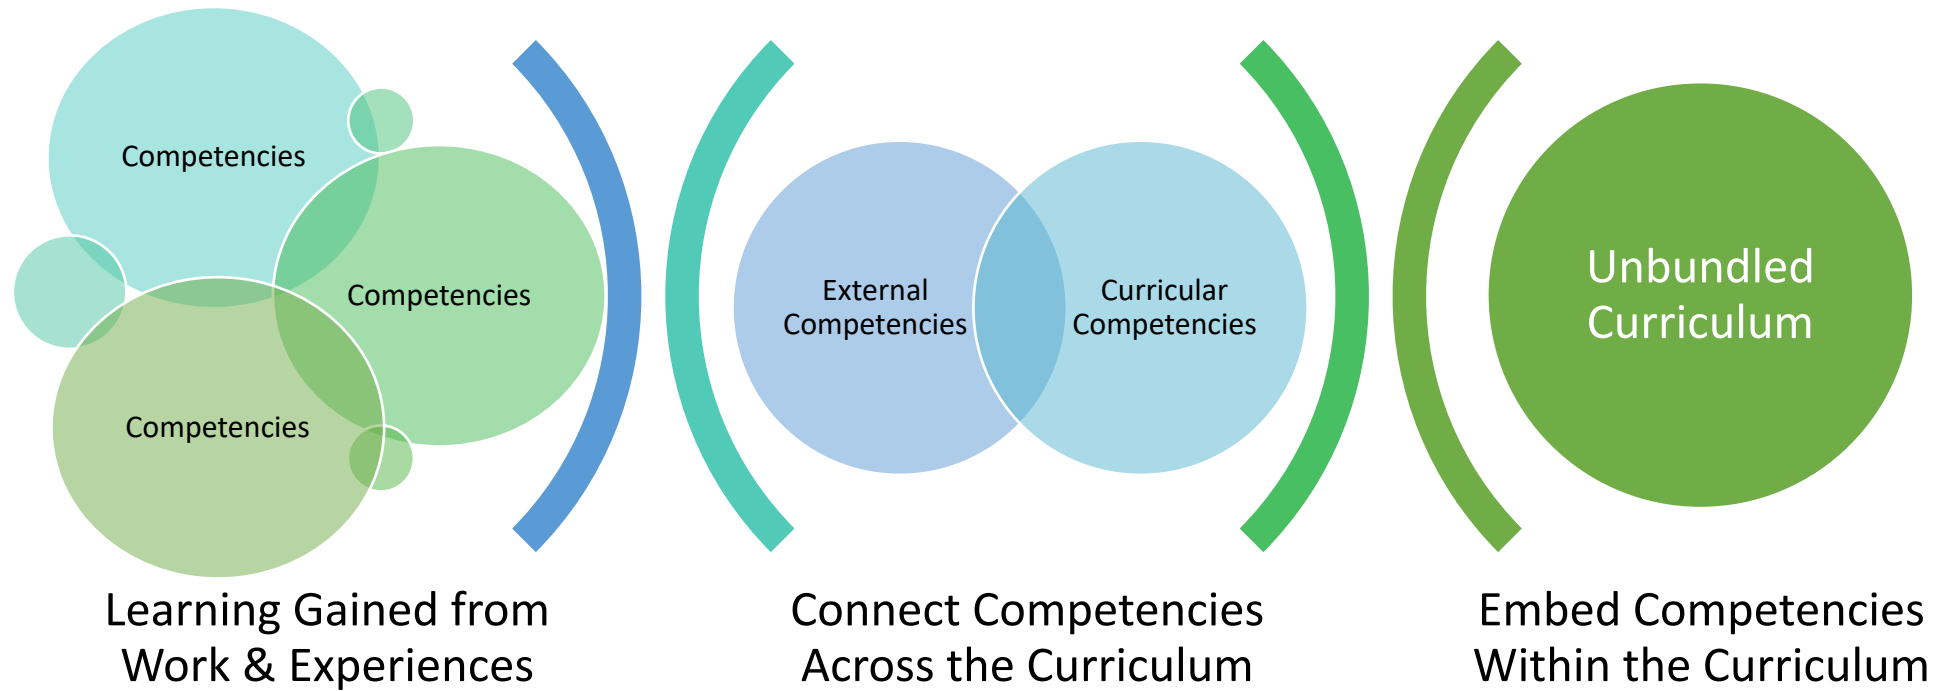 Competencies
Competencies
Competencies
Learning Gained from
Work & Experiences
External
Competencies
Curricular
Competencies
Connect Competencies
Across the Curriculum
Unbundled
Curriculum
Embed Competencies
Within the Curriculum